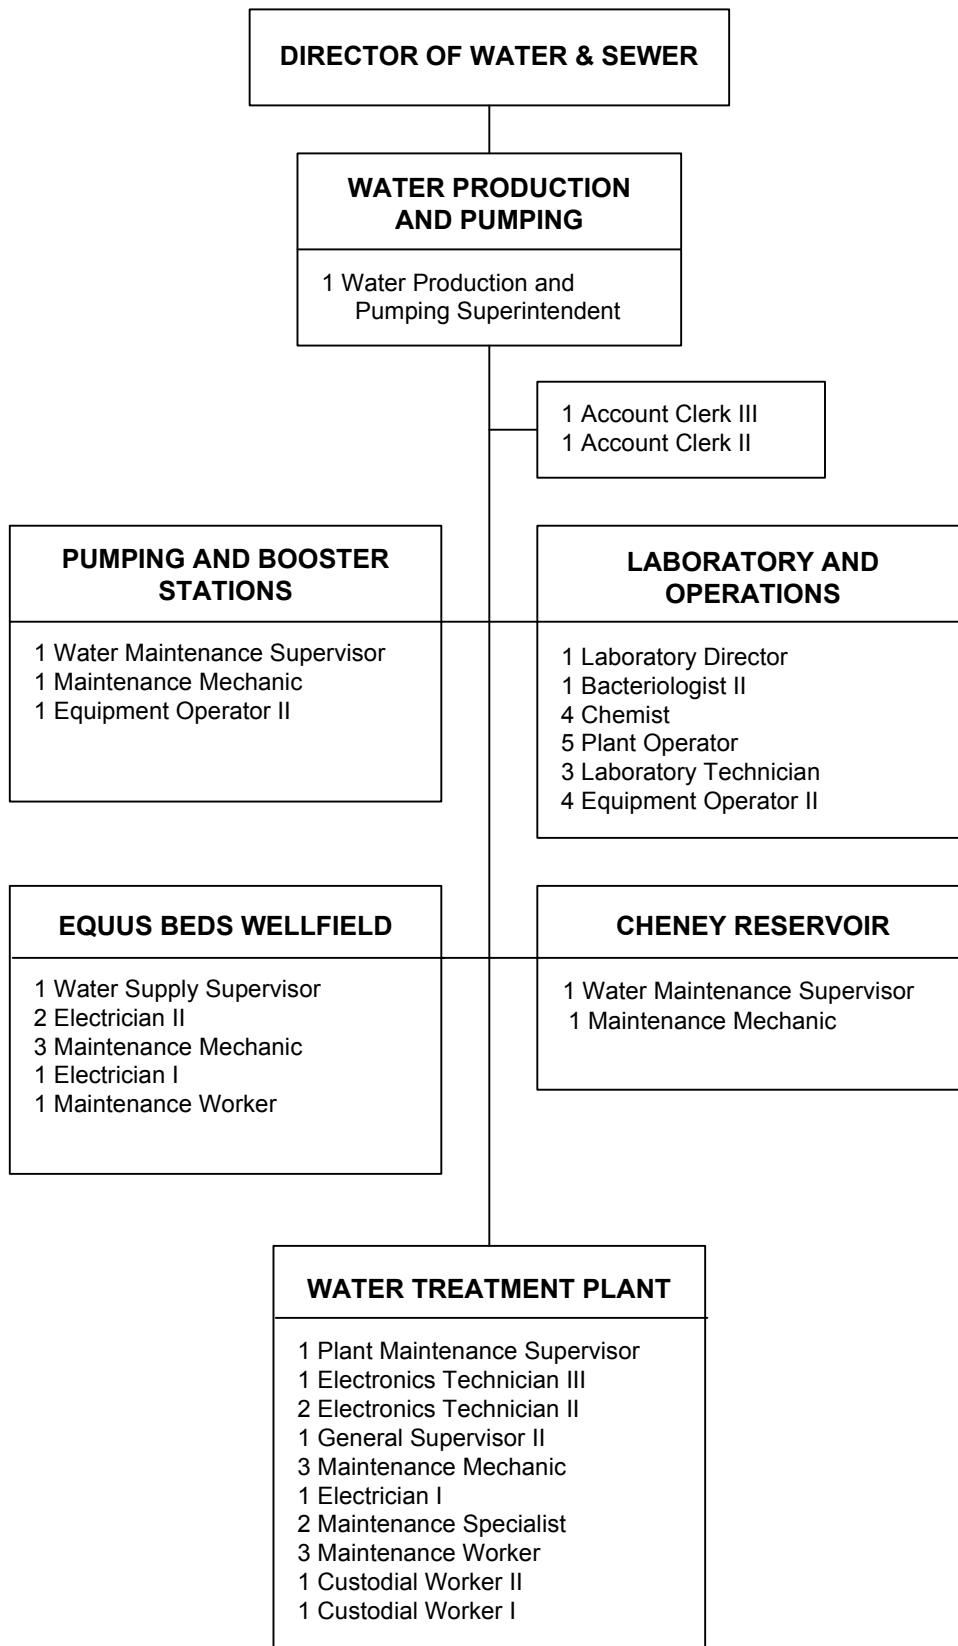 DIRECTOR OF WATER & SEWER
WATER PRODUCTION
AND PUMPING
1 Water Production and
Pumping Superintendent
1 Account Clerk III
1 Account Clerk II
PUMPING AND BOOSTER
STATIONS
1 Water Maintenance Supervisor
1 Maintenance Mechanic
1 Equipment Operator II
LABORATORY AND
OPERATIONS
1 Laboratory Director
1 Bacteriologist II
4 Chemist
5 Plant Operator
3 Laboratory Technician
4 Equipment Operator II
EQUUS BEDS WELLFIELD
1 Water Supply Supervisor
2 Electrician II
3 Maintenance Mechanic
1 Electrician I
1 Maintenance Worker
CHENEY RESERVOIR
1 Water Maintenance Supervisor
1 Maintenance Mechanic
WATER TREATMENT PLANT
1 Plant Maintenance Supervisor
1 Electronics Technician III
2 Electronics Technician II
1 General Supervisor II
3 Maintenance Mechanic
1 Electrician I
2 Maintenance Specialist
3 Maintenance Worker
1 Custodial Worker II
1 Custodial Worker I